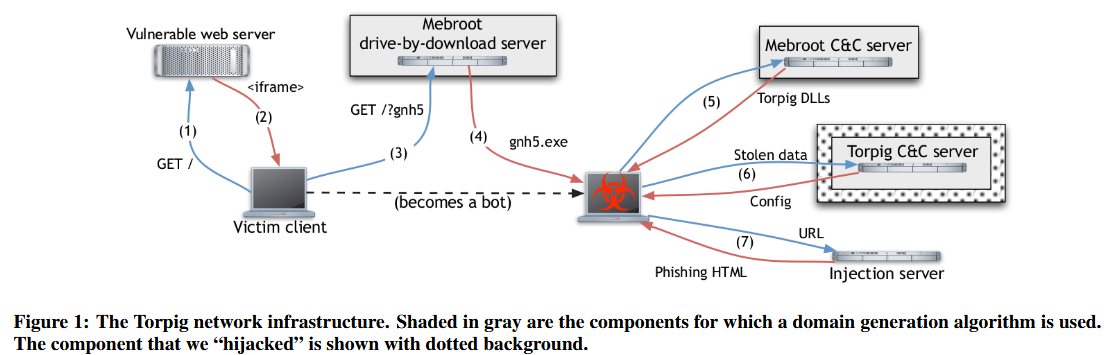 Vulnerable web server
Mebroot
drive-by-download server
Mebroot C&C server
<iframe>
(1)
(2)
GET /
GET /?gnh5
(3)
(4)
gnh5.exe
(5)
Torpig DLLs
Torpig C&C server
Stolen data
(6)
Config
(becomes a bot)
Victim client
URL
(7)
Phishing HTML
Injection server
Figure 1: The Torpig network infrastructure. Shaded in gray are the components for which a domain generation algorithm is used.
The component that we “hijacked” is shown with dotted background.